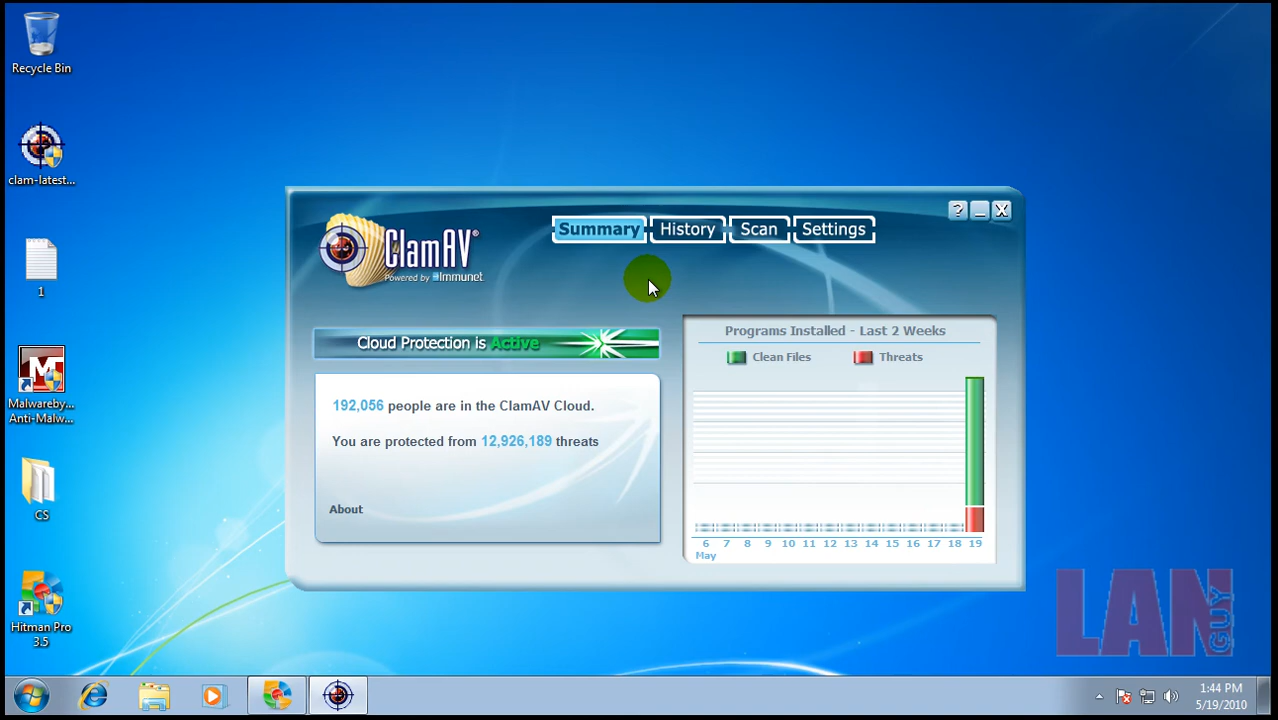 Recycle Bin
clam-latest...
1
Malwareby...
Anti-Malw...
CS
Hitman Pro
3.5
ClamAV®
Powered by Immunet
Summary
History
Scan
Settings
?
_
X
Cloud Protection is Active
192,056 people are in the ClamAV Cloud.
You are protected from 12,926,189 threats
About
Programs Installed - Last 2 Weeks
Clean Files
Threats
6 7 8 9 10 11 12 13 14 15 16 17 18 19
May
LAN
GUY
1:44 PM
5/19/2010